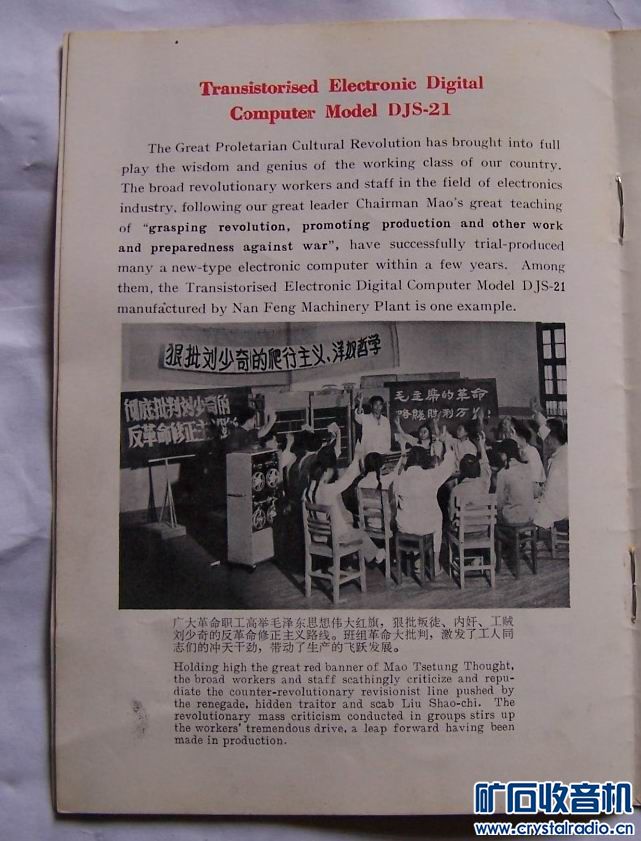 Transistorised Electronic Digital
Computer Model DJS-21
The Great Proletarian Cultural Revolution has brought into full
play the wisdom and genius of the working class of our country.
The broad revolutionary workers and staff in the field of electronics
industry, following our great leader Chairman Mao's great teaching
of "grasping revolution, promoting production and other work
and preparedness against war", have successfully trial-produced
many a new-type electronic computer within a few years. Among
them, the Transistorised Electronic Digital Computer Model DJS-21
manufactured by Nan Feng Machinery Plant is one example.
狠批刘少奇的爬行主义、洋奴哲学
彻底批判刘少奇的
反革命修正主义
毛主席的革命
路线胜利万岁!
广大革命职工高举毛泽东思想伟大红旗，狠批叛徒、内奸、工贼
刘少奇的反革命修正主义路线。班组革命大批判，激发了工人同
志们的冲天干劲，带动了生产的飞跃发展。
Holding high the great red banner of Mao Tsetung Thought,
the broad workers and staff scathingly criticize and repu-
diate the counter-revolutionary revisionist line pushed by
the renegade, hidden traitor and scab Liu Shao-chi. The
revolutionary mass criticism conducted in groups stirs up
the workers' tremendous drive, a leap forward having been
made in production.
矿石收音机
www.crystalradio.cn